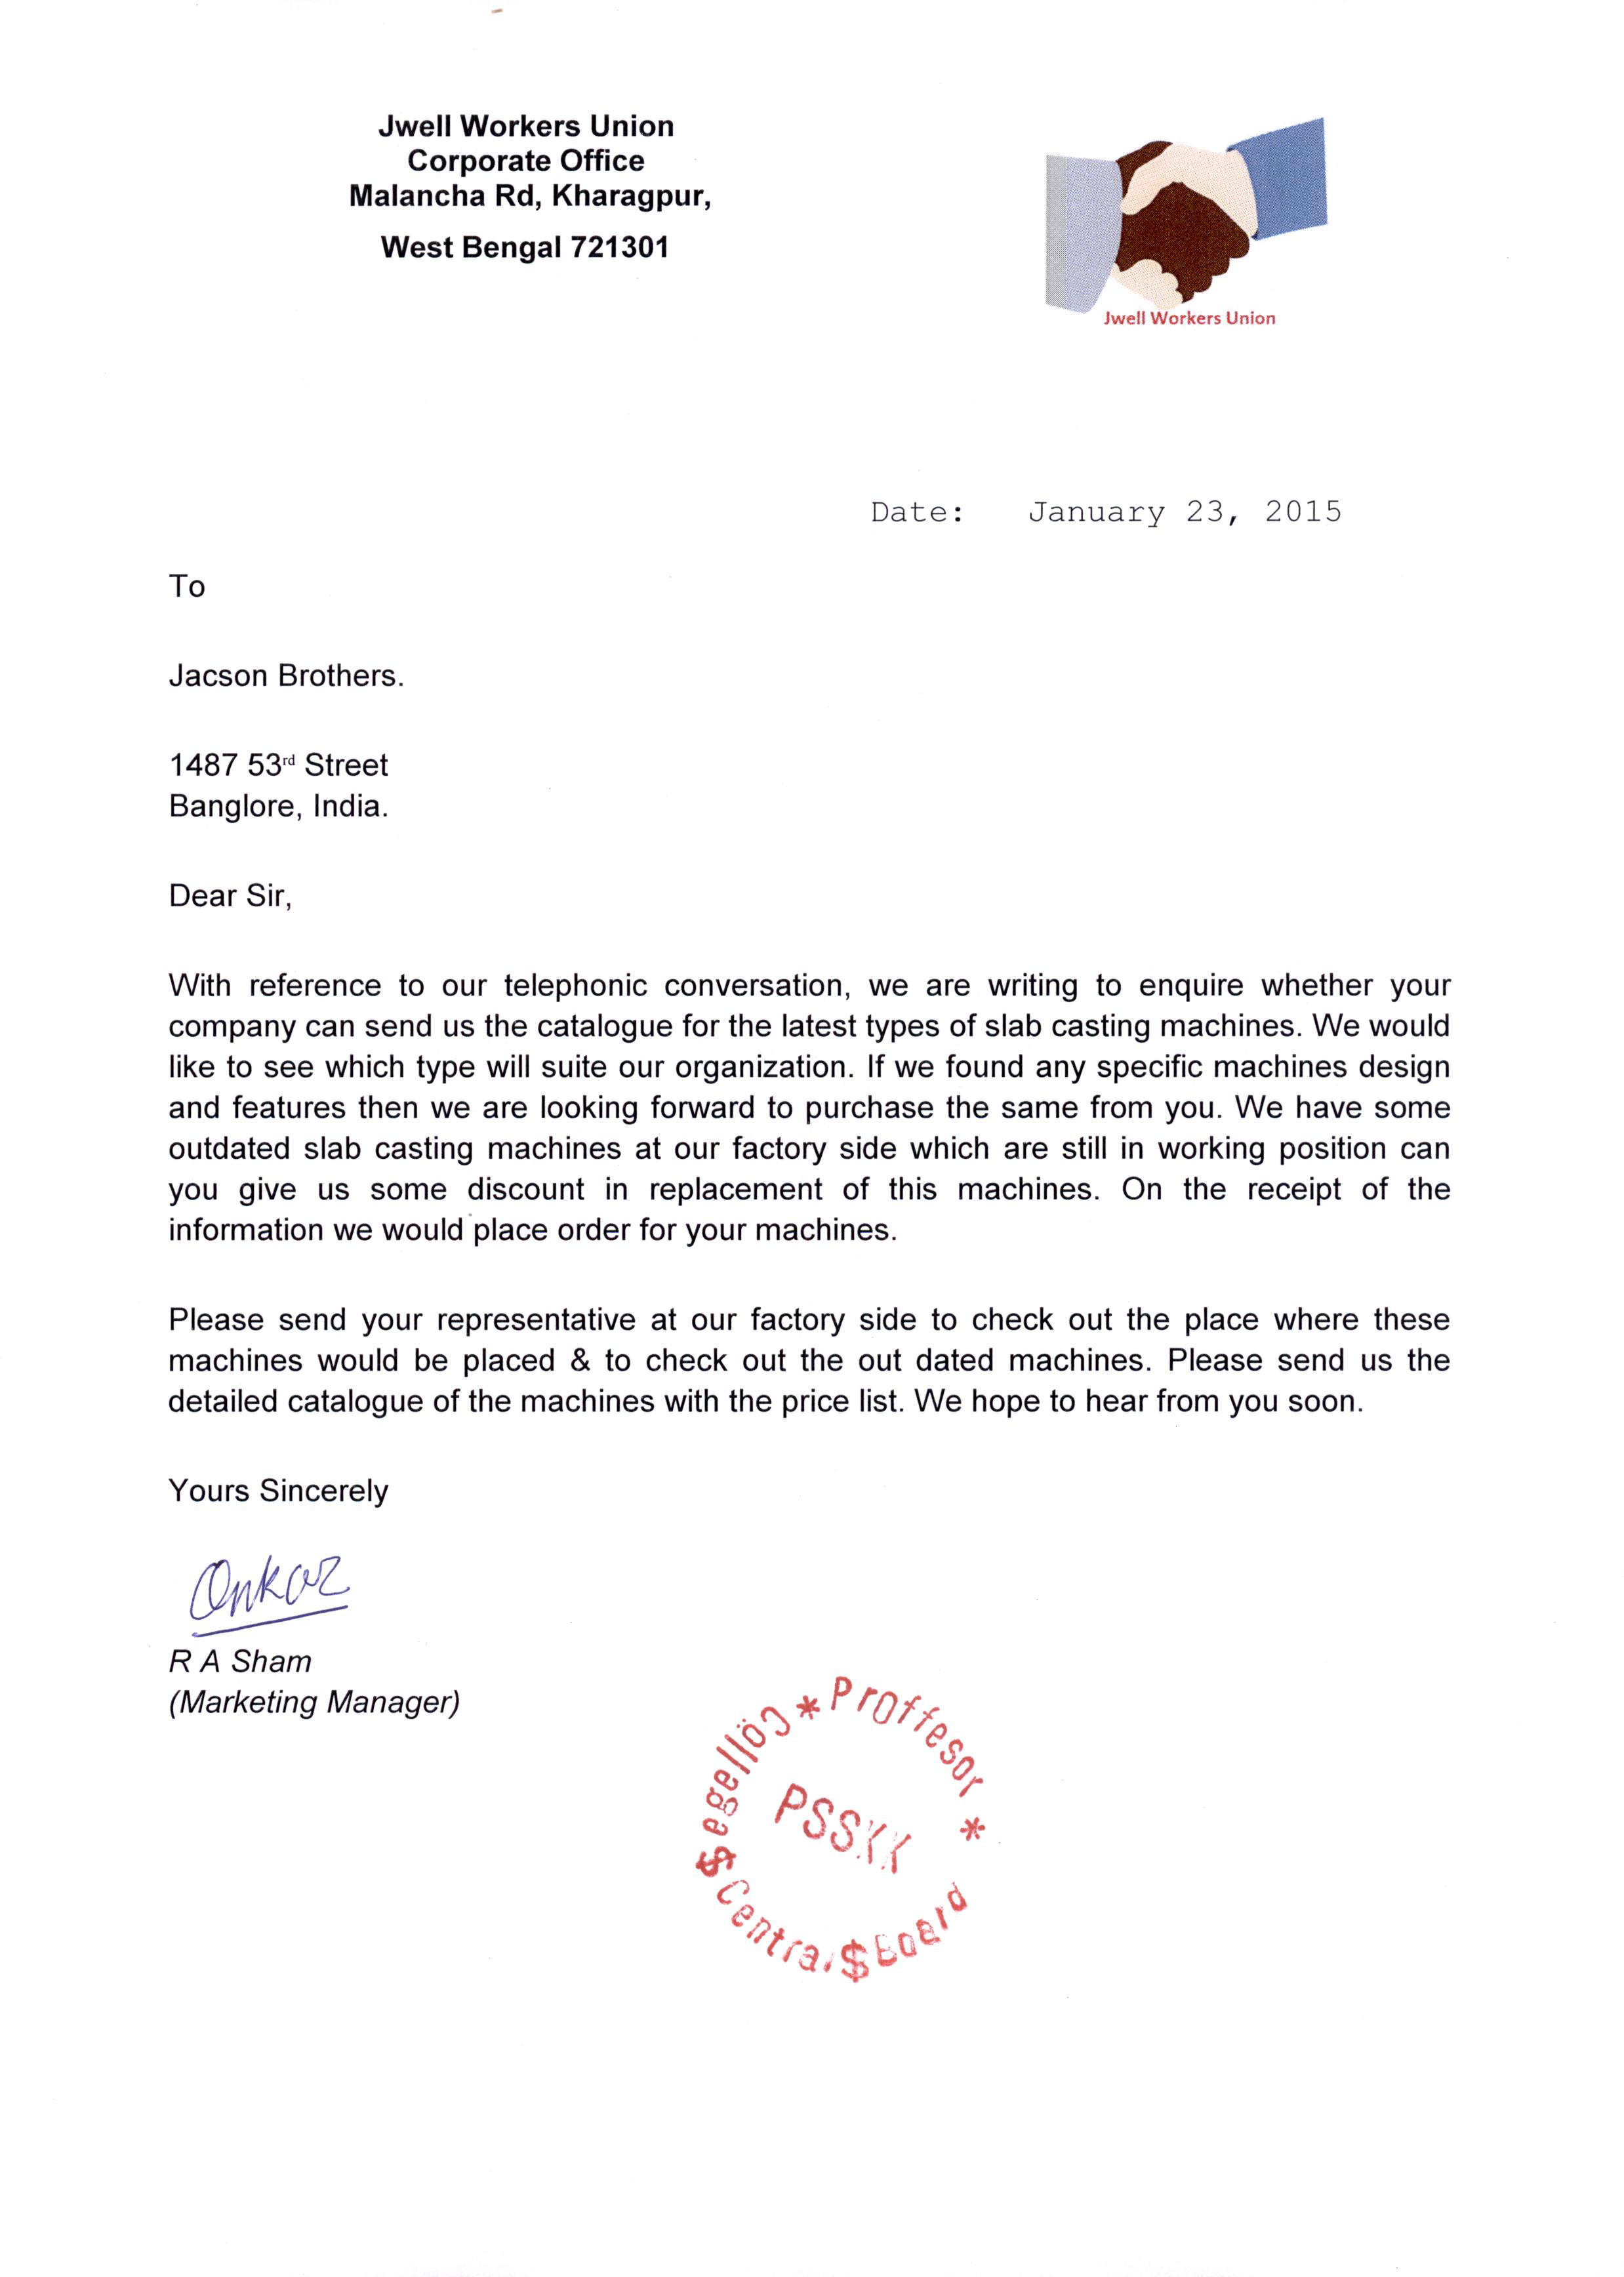 Jwell Workers Union
Corporate Office
Malancha Rd, Kharagpur,
West Bengal 721301
Jwell Workers Union
Date: January 23, 2015
To
Jacson Brothers.
1487 53rd Street
Banglore, India.
Dear Sir,
With reference to our telephonic conversation, we are writing to enquire whether your
company can send us the catalogue for the latest types of slab casting machines. We would
like to see which type will suite our organization. If we found any specific machines design
and features then we are looking forward to purchase the same from you. We have some
outdated slab casting machines at our factory side which are still in working position can
you give us some discount in replacement of this machines. On the receipt of the
information we would place order for your machines.
Please send your representative at our factory side to check out the place where these
machines would be placed & to check out the out dated machines. Please send us the
detailed catalogue of the machines with the price list. We hope to hear from you soon.
Yours Sincerely
Onkar
R A Sham
(Marketing Manager)
* Proffesor *
cöllage
$ Central $ Board